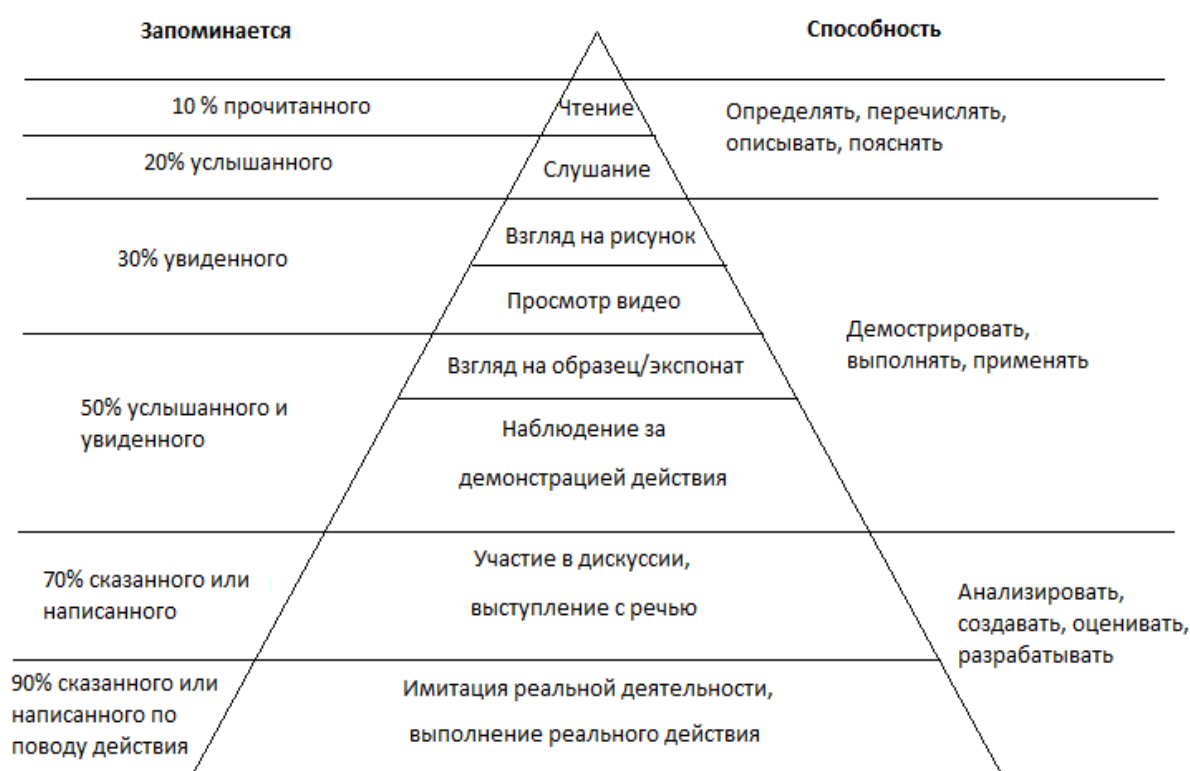 Запоминается
Способность
10 % прочитанного
Чтение
Определять, перечислять,
описывать, пояснять
20% услышанного
Слушание
30% увиденного
Взгляд на рисунок
Просмотр видео
Демострировать,
выполнять, применять
50% услышанного и
увиденного
Взгляд на образец/экспонат
Наблюдение за
демонстрацией действия
70% сказанного или
написанного
Участие в дискуссии,
выступление с речью
Анализировать,
создавать, оценивать,
разрабатывать
90% сказанного или
написанного по
поводу действия
Имитация реальной деятельности,
выполнение реального действия